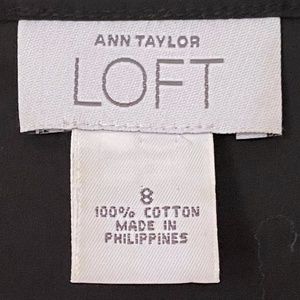 ANN TAYLOR
LOFT
8
100% COTTON
MADE IN
PHILIPPINES